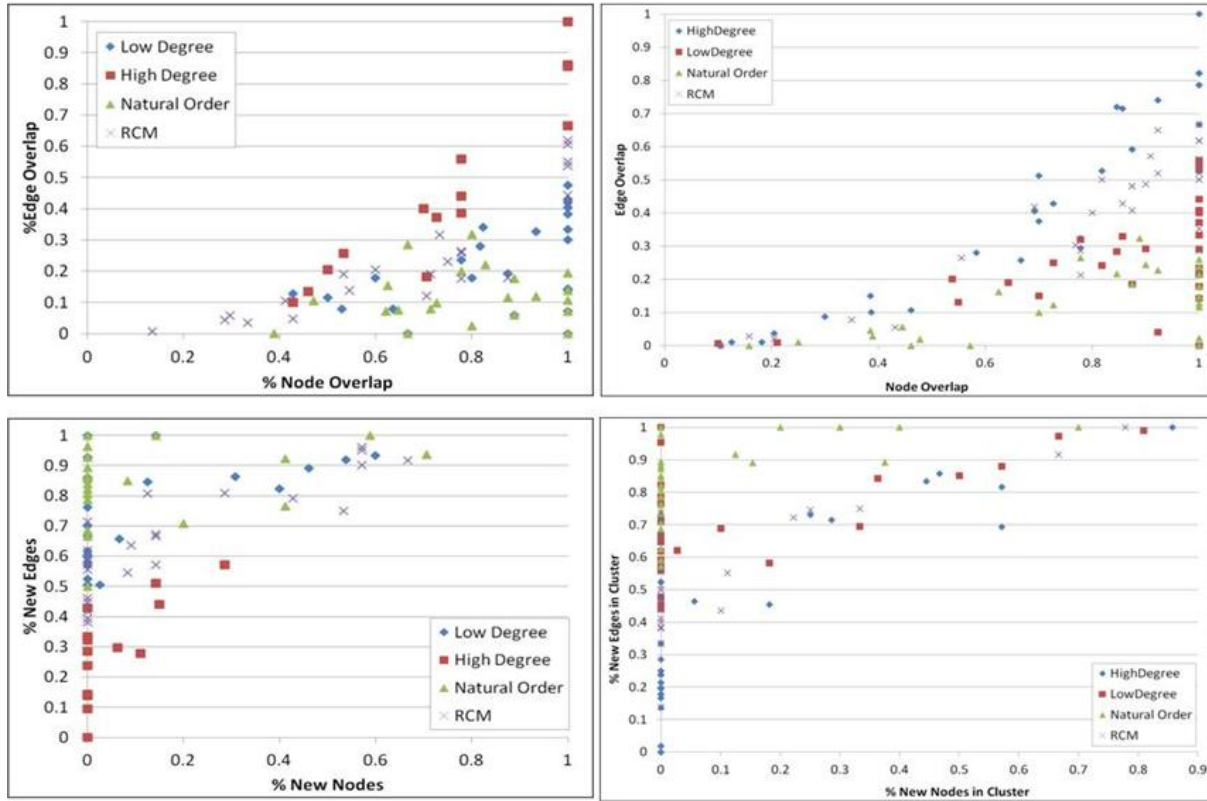 1
0.9
0.8
0.7
0.6
0.5
0.4
0.3
0.2
0.1
0
%Edge Overlap
Low Degree
High Degree
Natural Order
RCM
0 0.2 0.4 0.6 0.8 1
% Node Overlap
1
0.9
0.8
0.7
0.6
0.5
0.4
0.3
0.2
0.1
0
Edge Overlap
HighDegree
LowDegree
Natural Order
RCM
0 0.2 0.4 0.6 0.8 1
Node Overlap
1
0.9
0.8
0.7
0.6
0.5
0.4
0.3
0.2
0.1
0
% New Edges
Low Degree
High Degree
Natural Order
RCM
0 0.2 0.4 0.6 0.8 1
% New Nodes
1
0.9
0.8
0.7
0.6
0.5
0.4
0.3
0.2
0.1
0
% New Edges in Cluster
HighDegree
LowDegree
Natural Order
RCM
0 0.1 0.2 0.3 0.4 0.5 0.6 0.7 0.8 0.9
% New Nodes in Cluster